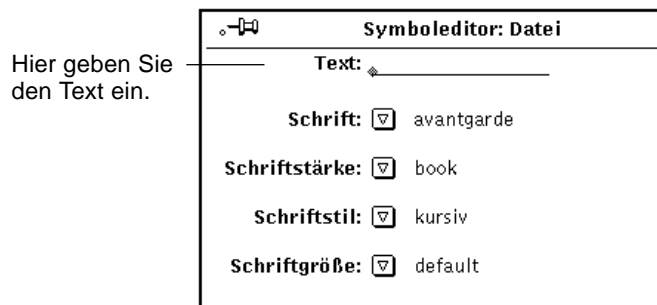 Symboleditor: Datei
Hier geben Sie
den Text ein.
Text:
Schrift: avantgarde
Schriftstärke: book
Schriftstil: kursiv
Schriftgröße: default